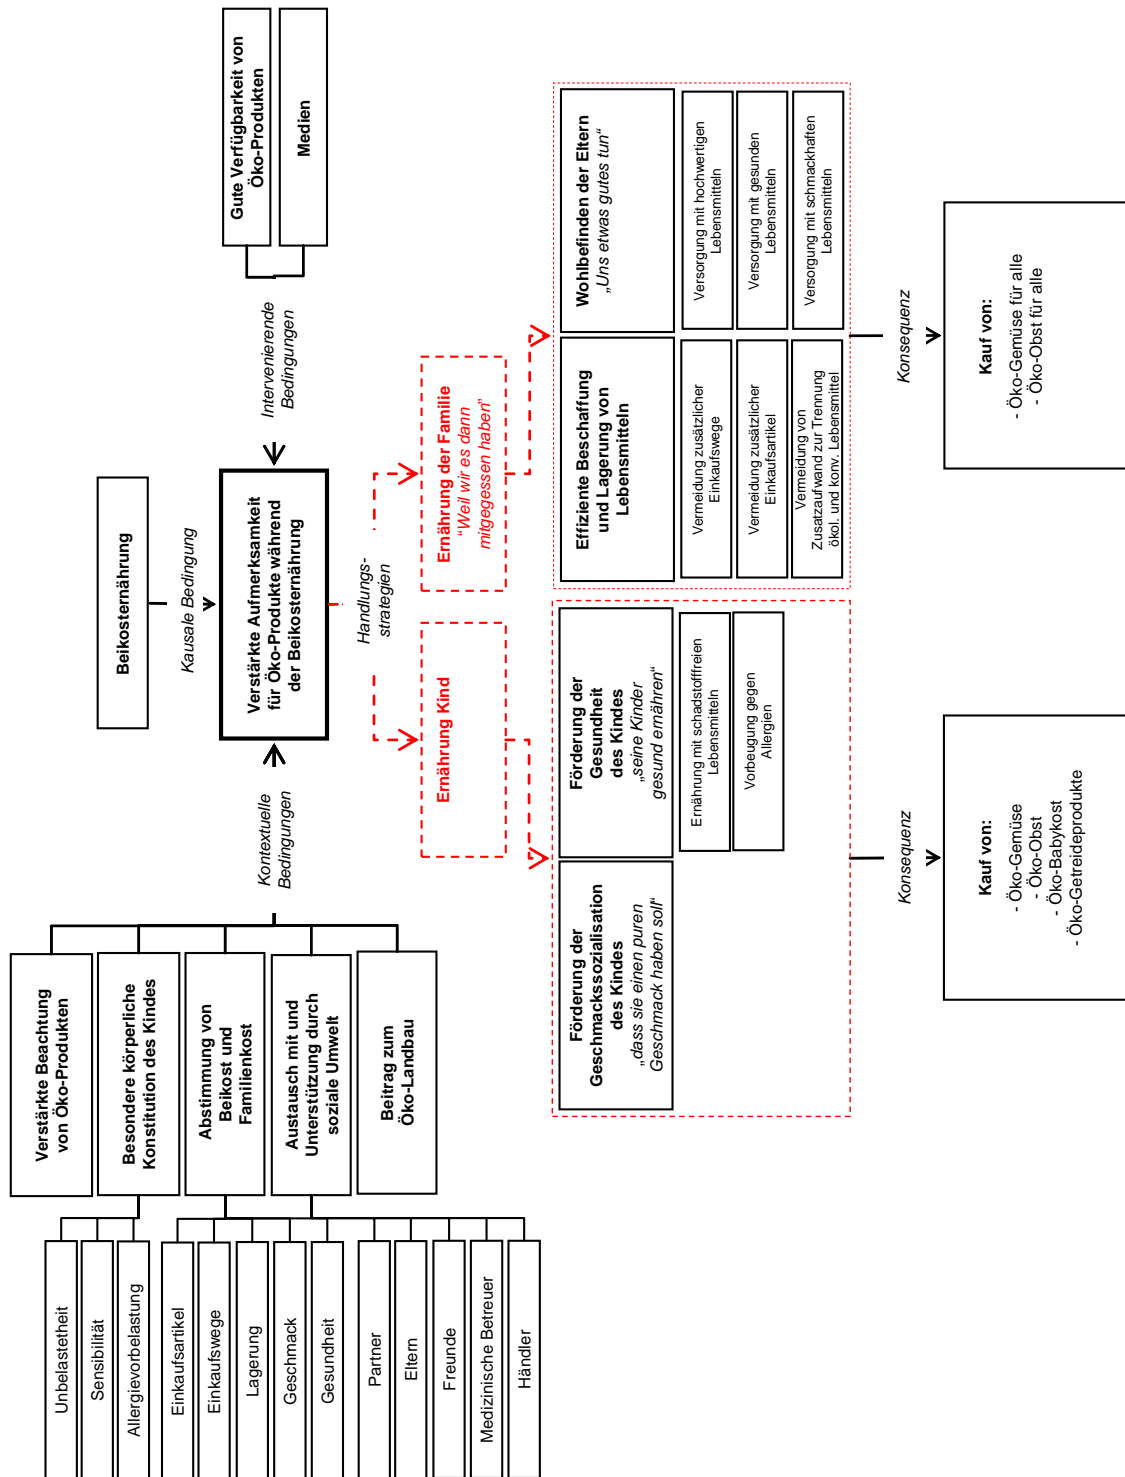 Beikosternährung
Kausale Bedingung
Verstärkte Aufmerksamkeit
für Öko-Produkte während
der Beikosternährung
Unbelastetheit
Sensibilität
Allergievorbelastung
Einkaufsartikel
Einkaufswege
Lagerung
Geschmack
Gesundheit
Partner
Eltern
Freunde
Medizinische Betreuer
Händler
Verstärkte Beachtung
von Öko-Produkten
Besondere körperliche
Konstitution des Kindes
Abstimmung von
Beikost und
Familienkost
Austausch mit und
Unterstützung durch
soziale Umwelt
Beitrag zum
Öko-Landbau
Kontextuelle
Bedingungen
Intervenierende
Bedingungen
Gute Verfügbarkeit von
Öko-Produkten
Medien
Handlungs-
strategien
Ernährung Kind
Ernährung der Familie
“Weil wir es dann
mitgegessen haben”
Förderung der
Geschmackssozialisation
des Kindes
„dass sie einen puren
Geschmack haben soll“
Förderung der
Gesundheit
des Kindes
„seine Kinder
gesund ernähren“
Ernährung mit schadstofffreien
Lebensmitteln
Vorbeugung gegen
Allergien
Effiziente Beschaffung
und Lagerung von
Lebensmitteln
Vermeidung zusätzlicher
Einkaufswege
Vermeidung zusätzlicher
Einkaufsartikel
Vermeidung von
Zusatzaufwand zur Trennung
ökol. und konv. Lebensmittel
Wohlbefinden der Eltern
„Uns etwas gutes tun“
Versorgung mit hochwertigen
Lebensmitteln
Versorgung mit gesunden
Lebensmitteln
Versorgung mit schmackhaften
Lebensmitteln
Konsequenz
Kauf von:
- Öko-Gemüse
- Öko-Obst
- Öko-Babykost
- Öko-Getreideprodukte
Konsequenz
Kauf von:
- Öko-Gemüse für alle
- Öko-Obst für alle